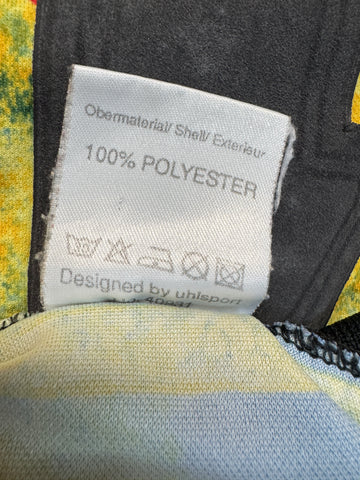 Obermaterial/ Shell/ Exterieur
100% POLYESTER
Designed by uhlsport